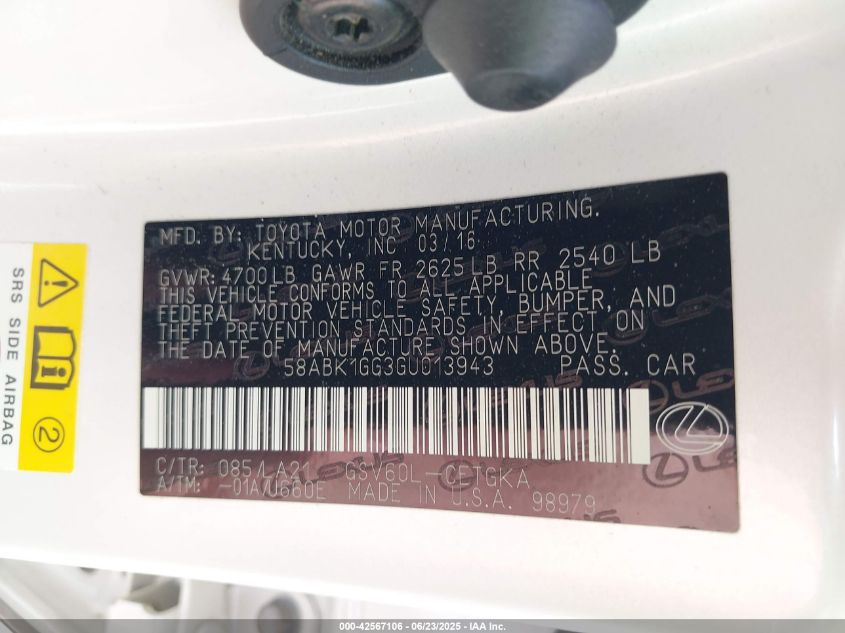 MFD. BY: TOYOTA MOTOR MANUFACTURING.
KENTUCKY, INC 03/16
GVWR: 4700LB GAWR FR 2625LB RR 2540 LB
THIS VEHICLE CONFORMS TO ALL APPLICABLE
FEDERAL MOTOR VEHICLE SAFETY, BUMPER, AND
THEFT PREVENTION STANDARDS IN EFFECT ON
THE DATE OF MANUFACTURE SHOWN ABOVE.
58ABK1GG3GU013943 PASS. CAR
C/TR: 085/LA21 GSV60L-CETGKA
A/TM: -01A/U660E MADE IN U.S.A. 98979
SRS SIDE AIRBAG
2
000-42567106 - 06/23/2025 - IAA Inc.